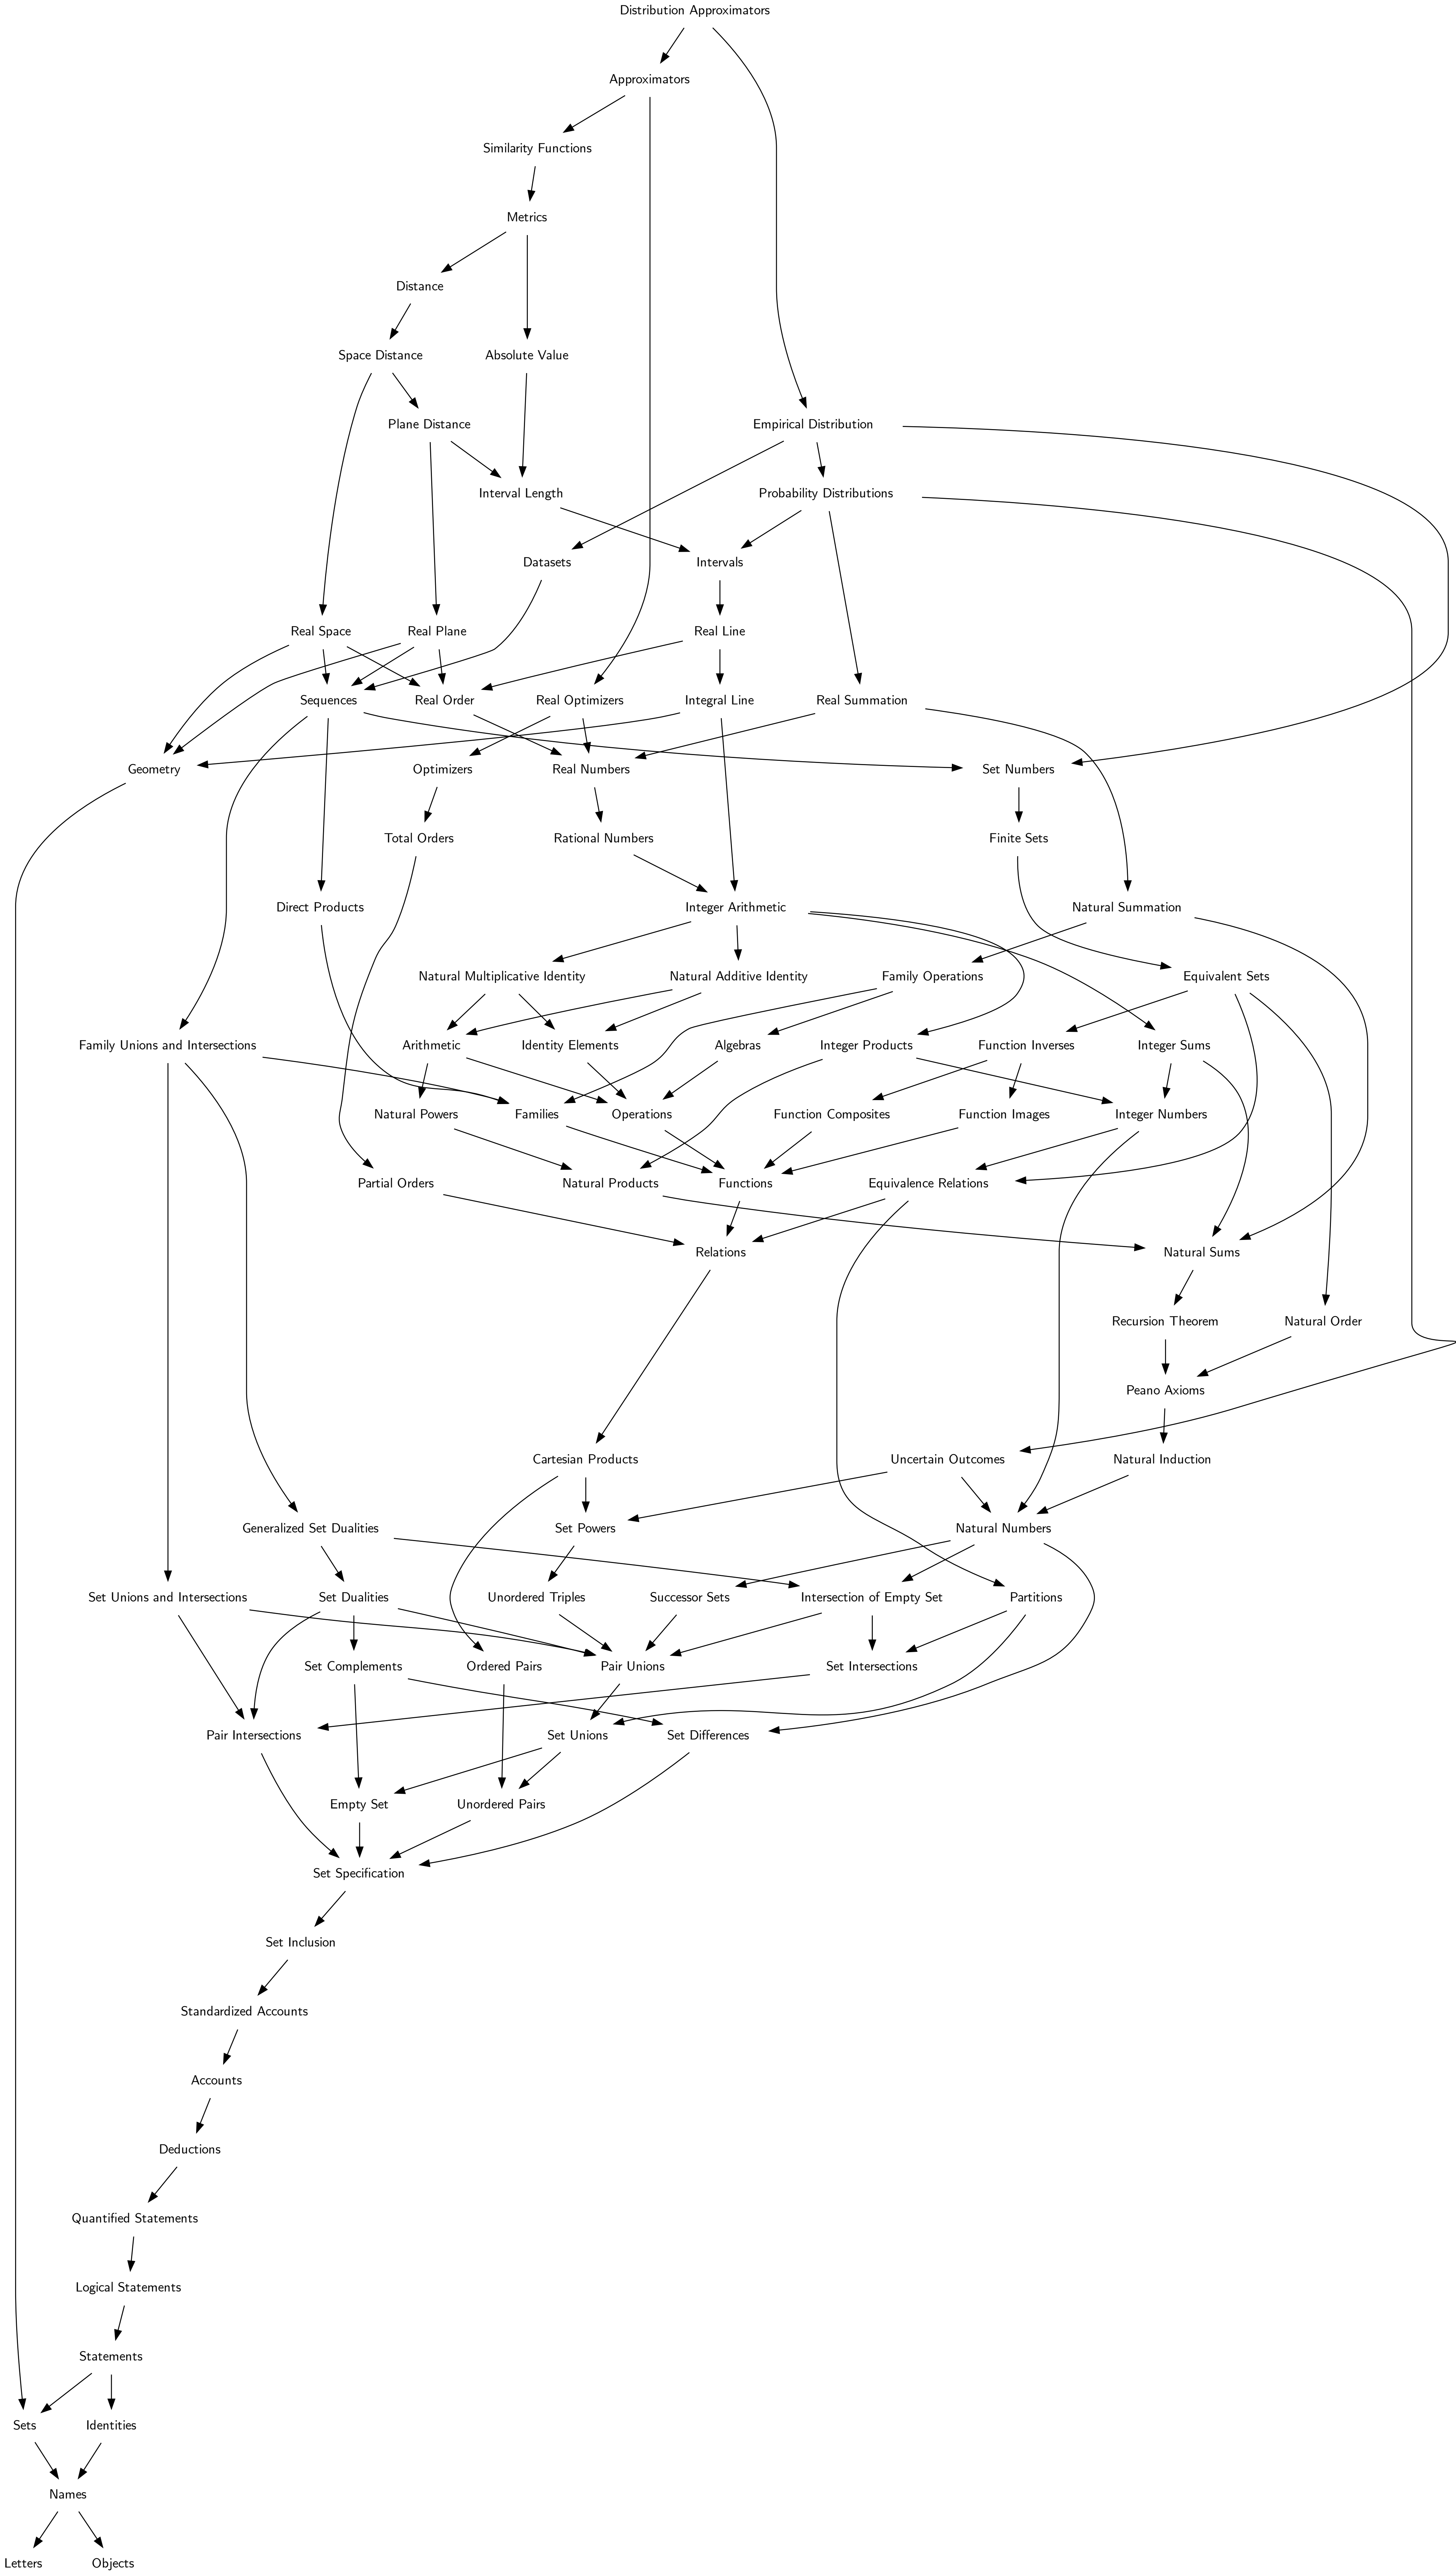 Distribution Approximators
Approximators
Similarity Functions
Metrics
Distance
Space Distance
Absolute Value
Plane Distance
Empirical Distribution
Interval Length
Probability Distributions
Datasets
Intervals
Real Space
Real Plane
Real Line
Sequences
Real Order
Real Optimizers
Integral Line
Real Summation
Geometry
Optimizers
Real Numbers
Set Numbers
Total Orders
Rational Numbers
Finite Sets
Direct Products
Integer Arithmetic
Natural Summation
Natural Multiplicative Identity
Natural Additive Identity
Family Operations
Equivalent Sets
Family Unions and Intersections
Arithmetic
Identity Elements
Algebras
Integer Products
Function Inverses
Integer Sums
Natural Powers
Families
Operations
Function Composites
Function Images
Integer Numbers
Partial Orders
Natural Products
Functions
Equivalence Relations
Relations
Natural Sums
Recursion Theorem
Natural Order
Peano Axioms
Cartesian Products
Uncertain Outcomes
Natural Induction
Generalized Set Dualities
Set Powers
Natural Numbers
Set Unions and Intersections
Set Dualities
Unordered Triples
Successor Sets
Intersection of Empty Set
Partitions
Set Complements
Ordered Pairs
Pair Unions
Set Intersections
Pair Intersections
Set Unions
Set Differences
Empty Set
Unordered Pairs
Set Specification
Set Inclusion
Standardized Accounts
Accounts
Deductions
Quantified Statements
Logical Statements
Statements
Sets
Identities
Names
Letters
Objects